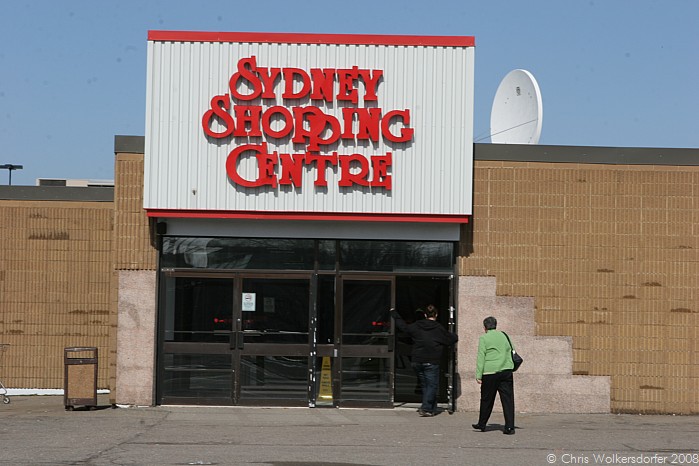 Sydney
Shopping
Centre
© Chris Wolkersdorfer 2008